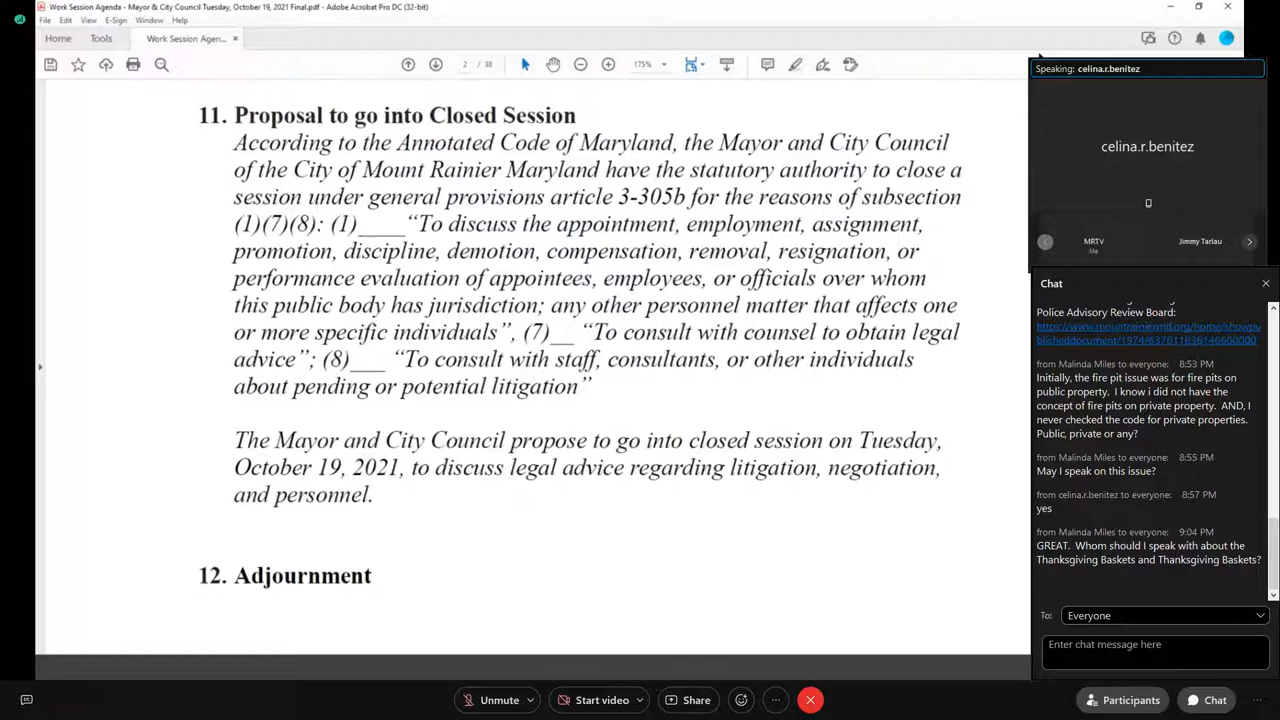 Work Session Agenda - Mayor & City Council Tuesday, October 19, 2021 Final.pdf - Adobe Acrobat Pro DC (32-bit)
File Edit View E-Sign Window Help
Home Tools Work Session Agen... ×
2 / 38 175%
11. Proposal to go into Closed Session
According to the Annotated Code of Maryland, the Mayor and City Council
of the City of Mount Rainier Maryland have the statutory authority to close a
session under general provisions article 3-305b for the reasons of subsection
(1)(7)(8): (1)____ “To discuss the appointment, employment, assignment,
promotion, discipline, demotion, compensation, removal, resignation, or
performance evaluation of appointees, employees, or officials over whom
this public body has jurisdiction; any other personnel matter that affects one
or more specific individuals”, (7)__ “To consult with counsel to obtain legal
advice”; (8)___ “To consult with staff, consultants, or other individuals
about pending or potential litigation”
The Mayor and City Council propose to go into closed session on Tuesday,
October 19, 2021, to discuss legal advice regarding litigation, negotiation,
and personnel.
12. Adjournment
Speaking: celina.r.benitez
celina.r.benitez
MRTV
Me
Jimmy Tarlau
Chat
Police Advisory Review Board:
https://www.mountrainiermd.org/home/showpu
blisheddocument/1974/637611836146600000
from Malinda Miles to everyone: 8:53 PM
Initially, the fire pit issue was for fire pits on
public property. I know i did not have the
concept of fire pits on private property. AND, I
never checked the code for private properties.
Public, private or any?
from Malinda Miles to everyone: 8:55 PM
May I speak on this issue?
from celina.r.benitez to everyone: 8:57 PM
yes
from Malinda Miles to everyone: 9:04 PM
GREAT. Whom should I speak with about the
Thanksgiving Baskets and Thanksgiving Baskets?
To: Everyone
Enter chat message here
Unmute Start video Share Participants Chat